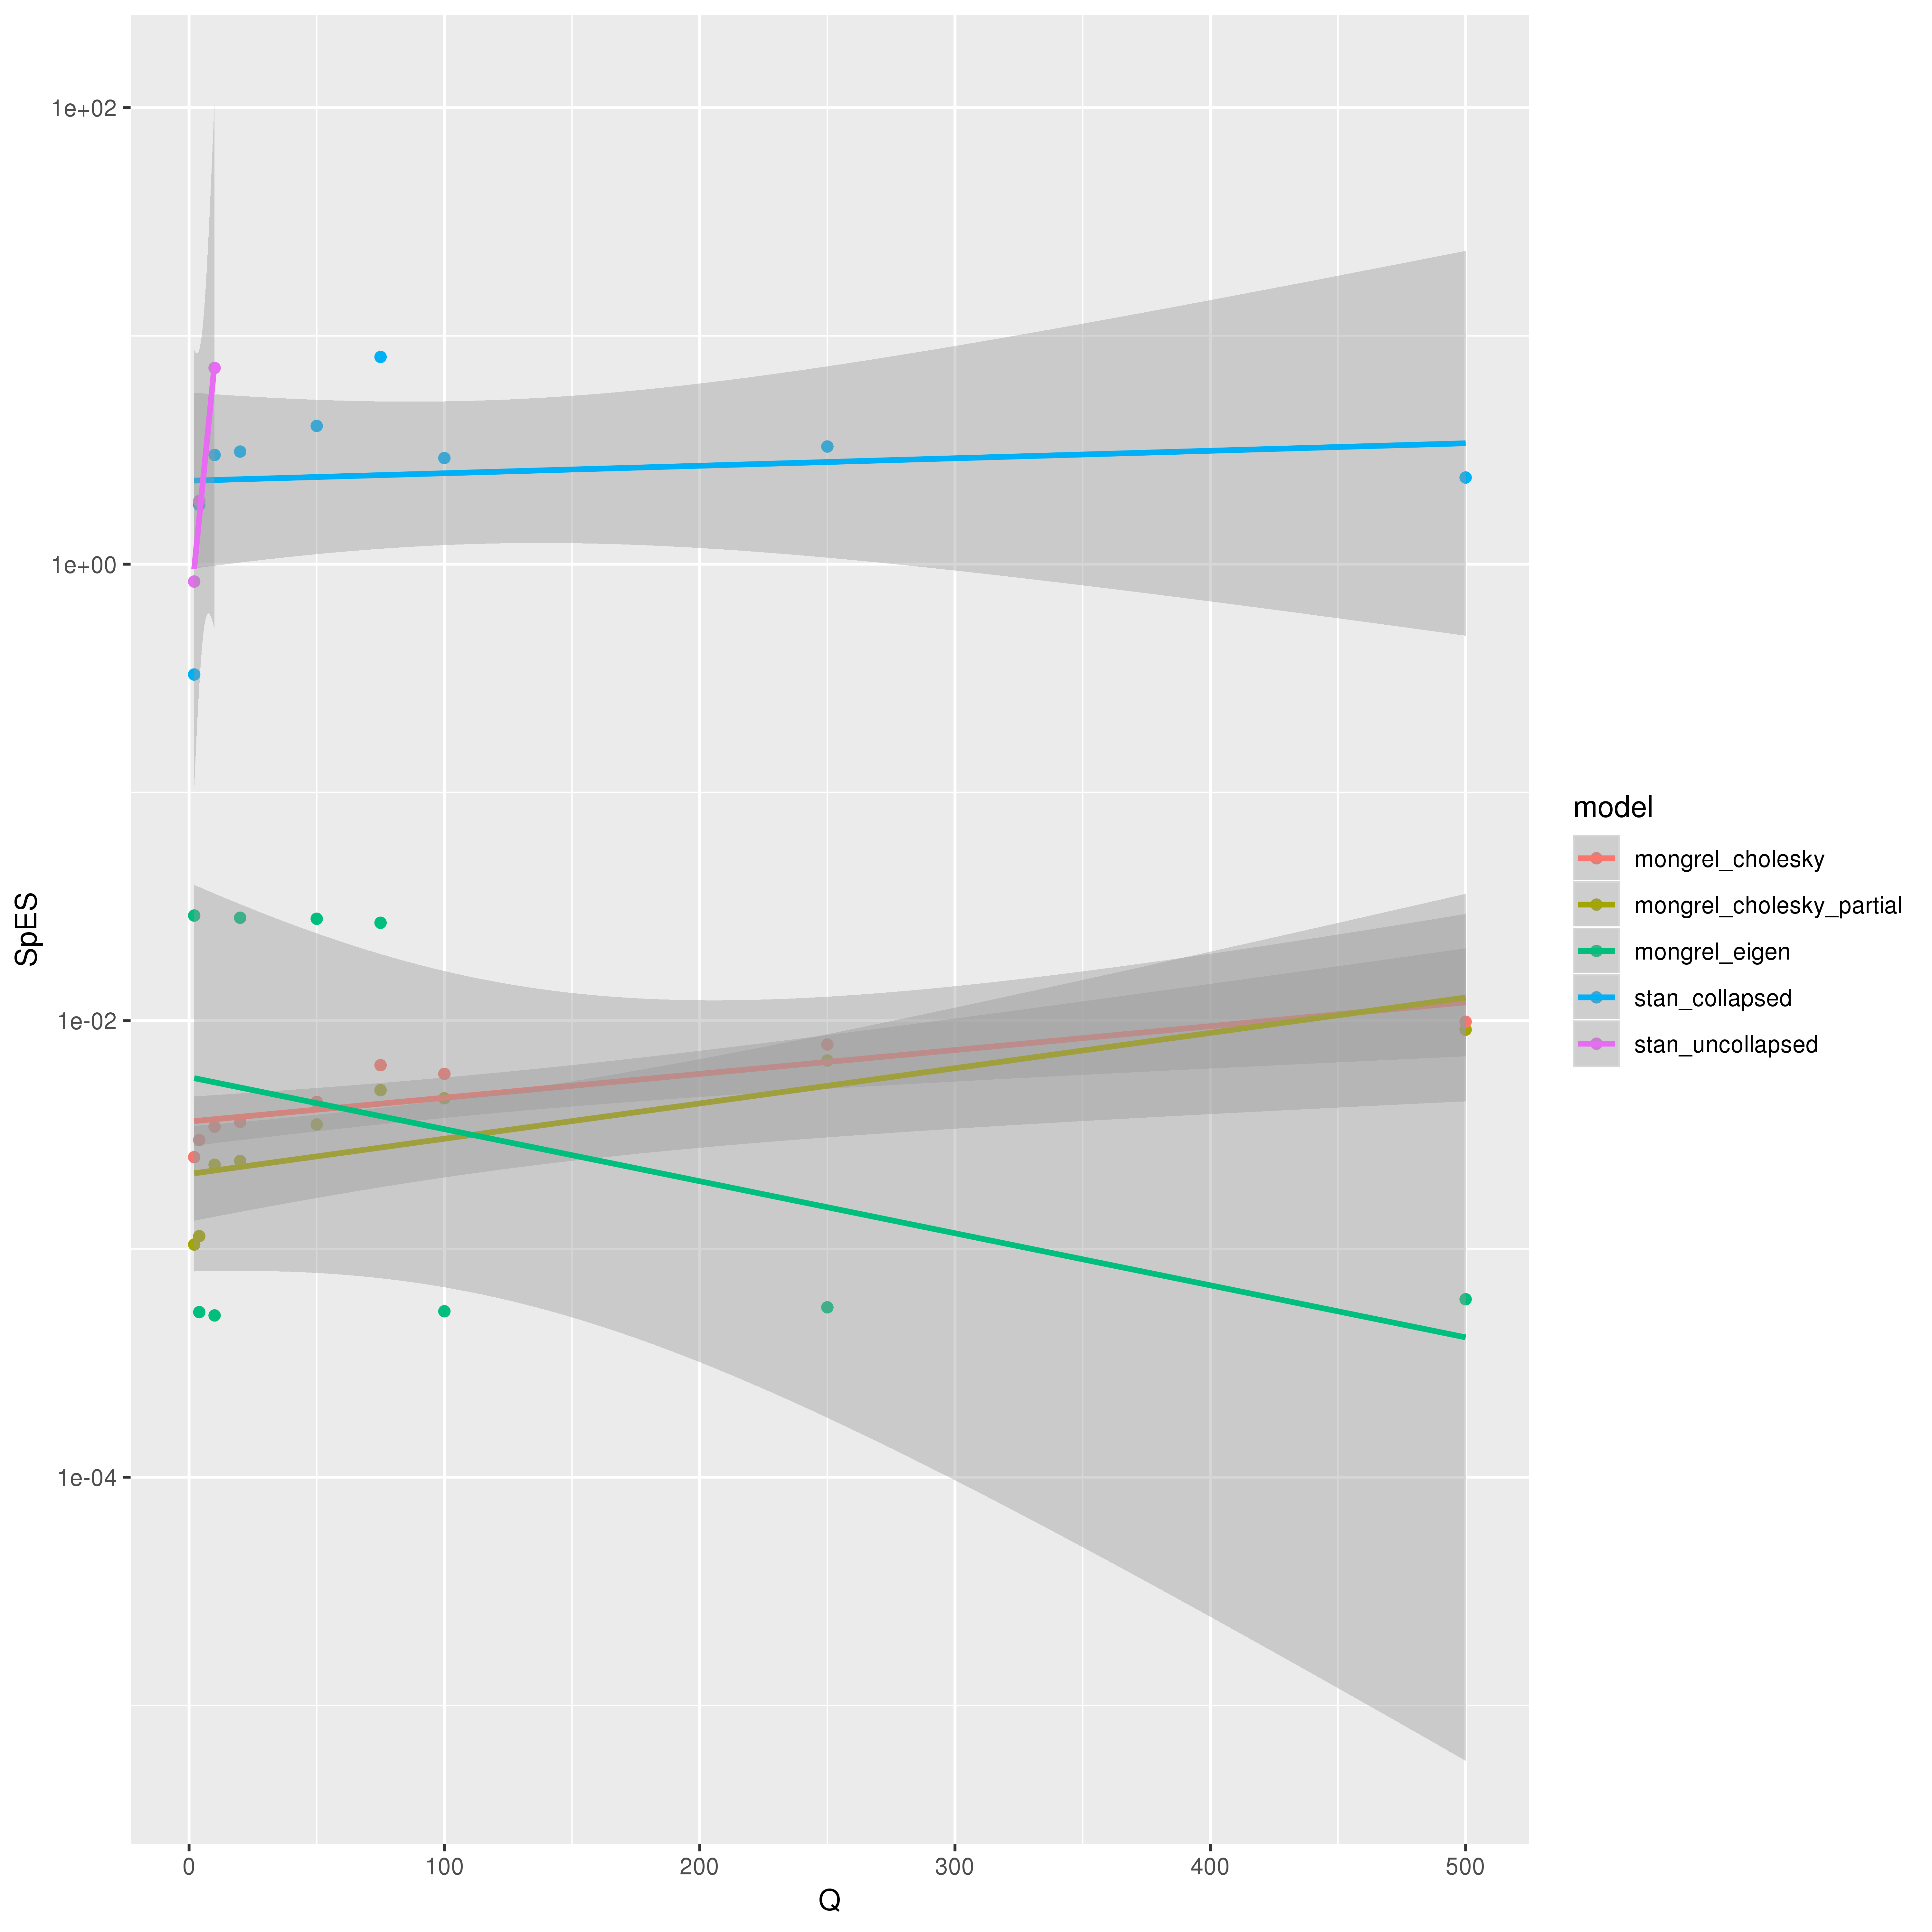 1e+02
1e+00
1e-02
1e-04
SpES
0
100
200
300
400
500
Q
model
mongrel_cholesky
mongrel_cholesky_partial
mongrel_eigen
stan_collapsed
stan_uncollapsed